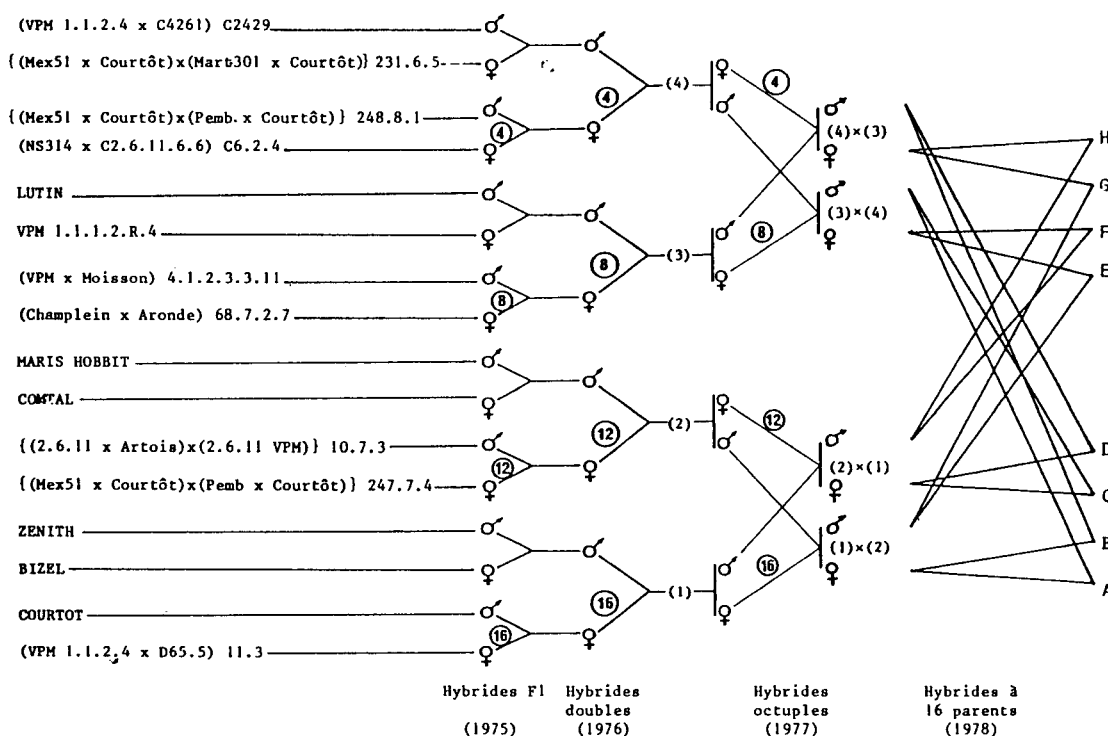 (VPM 1.1.2.4 x C4261) C2429
{(Mex51 x Courtôt)x(Mart301 x Courtôt)} 231.6.5
(4)
4
4
4
(4)×(3)
{(Mex51 x Courtôt)x(Pemb. x Courtôt)} 248.8.1
(NS314 x C2.6.11.6.6) C6.2.4
H
G
LUTIN
(3)×(4)
F
VPM 1.1.1.2.R.4
8
(3)
8
E
(VPM x Moisson) 4.1.2.3.3.11
8
(Champlein x Aronde) 68.7.2.7
MARIS HOBBIT
COMTAL
(2)
12
12
{(2.6.11 x Artois)x(2.6.11 VPM)} 10.7.3
12
(2)×(1)
D
{(Mex51 x Courtôt)x(Pemb x Courtôt)} 247.7.4
C
ZENITH
(1)×(2)
B
BIZEL
16
(1)
A
COURTOT
16
16
(VPM 1.1.2.4 x D65.5) 11.3
Hybrides F1 Hybrides Hybrides Hybrides à
doubles octuples 16 parents
(1975) (1976) (1977) (1978)